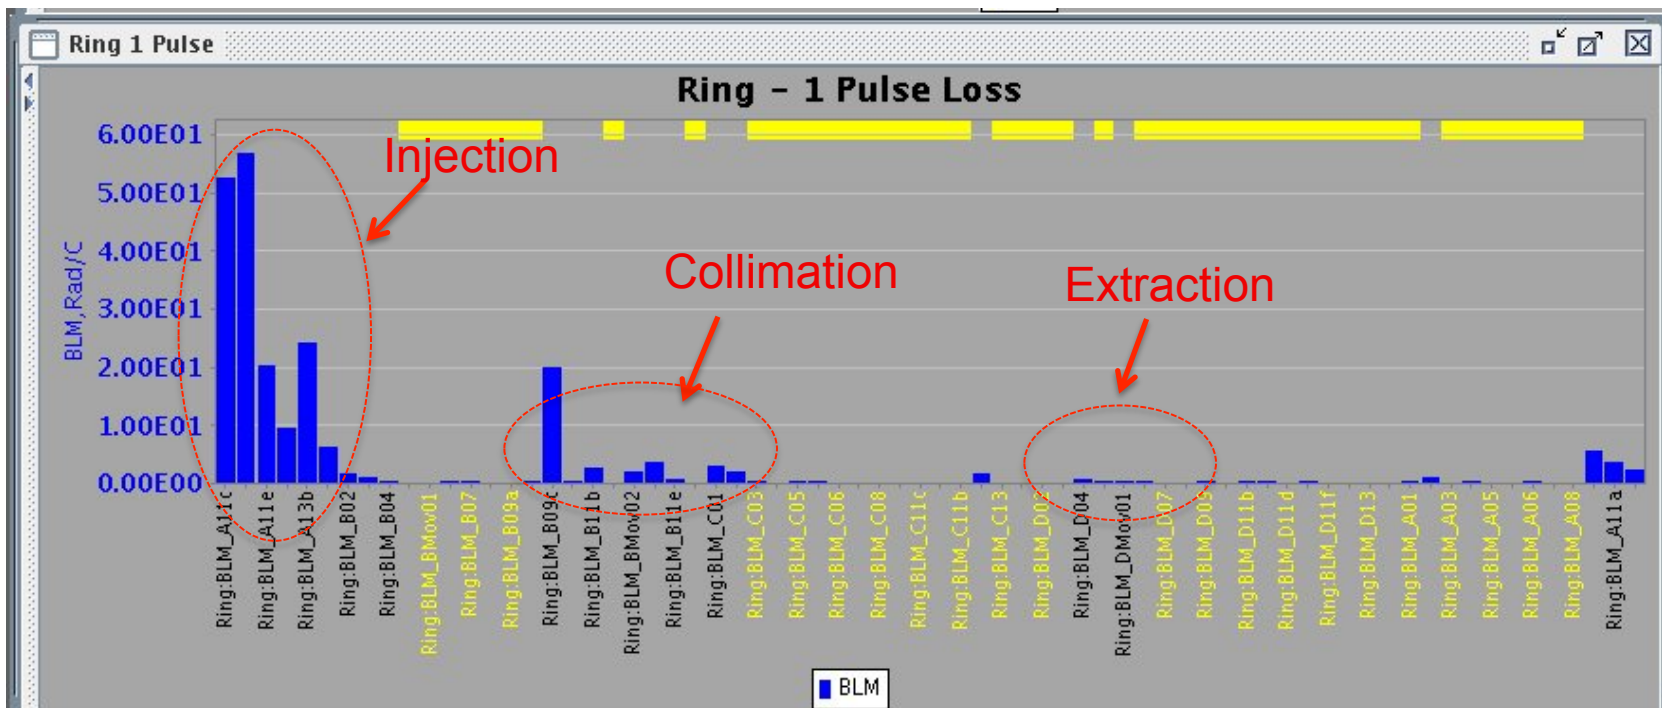 Ring 1 Pulse
Ring - 1 Pulse Loss
6.00E01
5.00E01
4.00E01
3.00E01
2.00E01
1.00E01
0.00E00
BLM,Rad/C
Injection
Collimation
Extraction
Ring:BLM_A11c
Ring:BLM_A11e
Ring:BLM_A13b
Ring:BLM_B02
Ring:BLM_B04
Ring:BLM_BMov01
Ring:BLM_B07
Ring:BLM_B09a
Ring:BLM_B09c
Ring:BLM_B11b
Ring:BLM_BMov02
Ring:BLM_B11e
Ring:BLM_C01
Ring:BLM_C03
Ring:BLM_C05
Ring:BLM_C06
Ring:BLM_C08
Ring:BLM_C11c
Ring:BLM_C11b
Ring:BLM_C13
Ring:BLM_D02
Ring:BLM_D04
Ring:BLM_DMov01
Ring:BLM_D07
Ring:BLM_D09
Ring:BLM_D11b
Ring:BLM_D11d
Ring:BLM_D11f
Ring:BLM_D13
Ring:BLM_A01
Ring:BLM_A03
Ring:BLM_A05
Ring:BLM_A06
Ring:BLM_A08
Ring:BLM_A11a
BLM